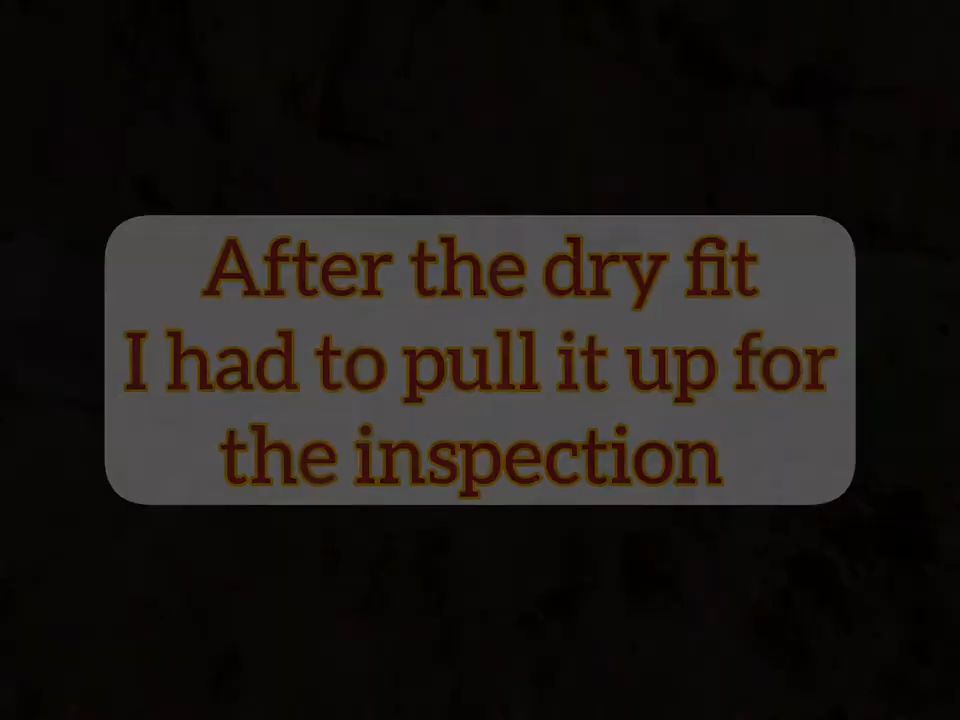 After the dry fit
I had to pull it up for
the inspection